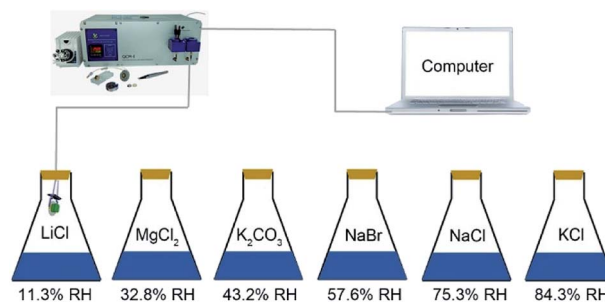 Computer
LiCl
MgCl₂
K₂CO₃
NaBr
NaCl
KCl
11.3% RH
32.8% RH
43.2% RH
57.6% RH
75.3% RH
84.3% RH